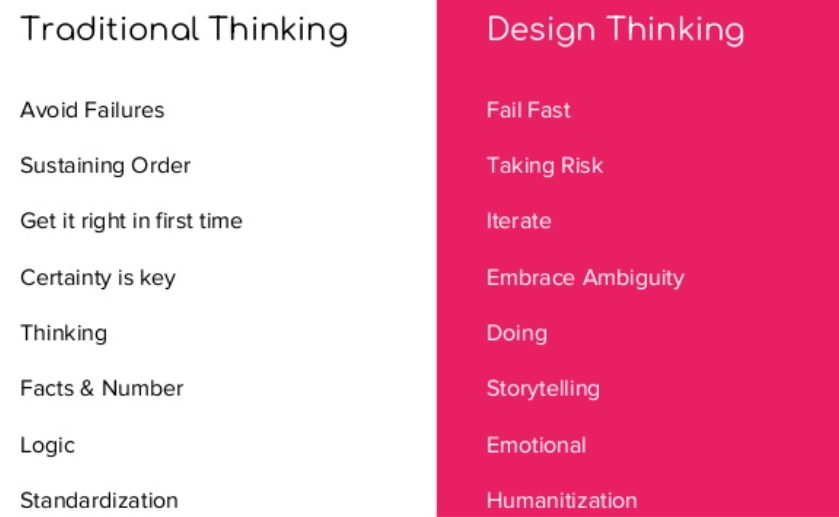 Traditional Thinking
Avoid Failures
Sustaining Order
Get it right in first time
Certainty is key
Thinking
Facts & Number
Logic
Standardization
Design Thinking
Fail Fast
Taking Risk
Iterate
Embrace Ambiguity
Doing
Storytelling
Emotional
Humanitization